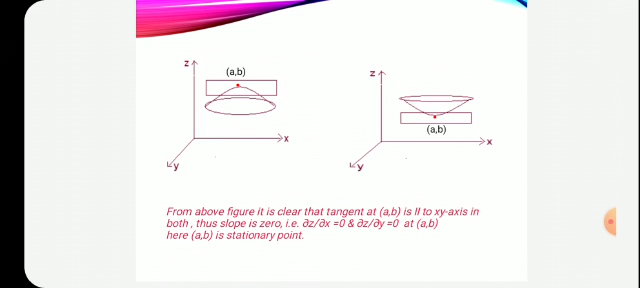 z
(a,b)
x
y
z
(a,b)
x
y
From above figure it is clear that tangent at (a,b) is II to xy-axis in
both , thus slope is zero, i.e. ∂z/∂x =0 & ∂z/∂y =0 at (a,b)
here (a,b) is stationary point.